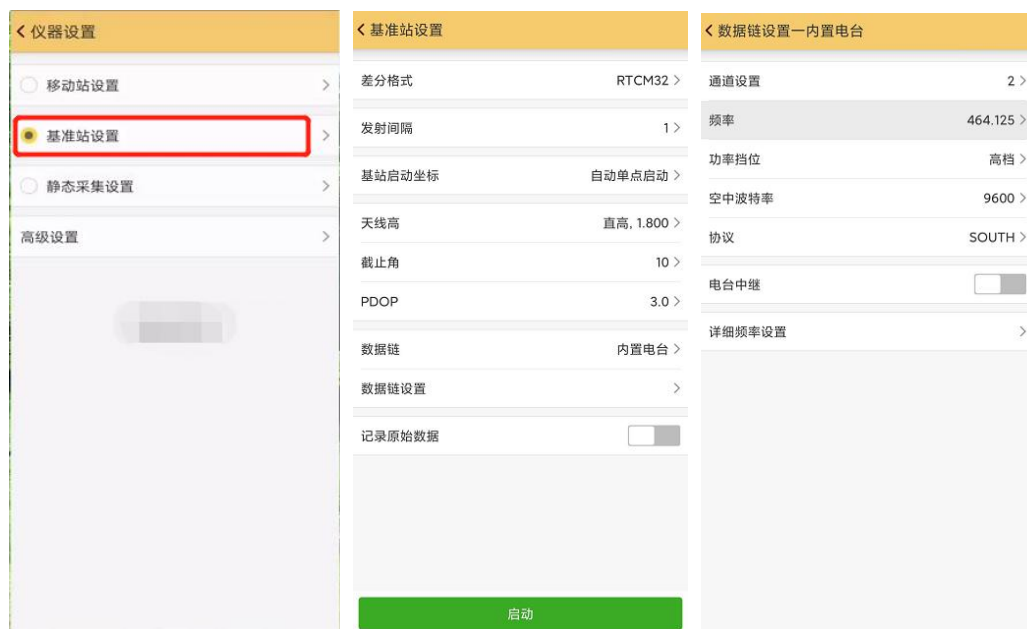 仪器设置
移动站设置
基准站设置
静态采集设置
高级设置
基准站设置
差分格式 RTCM32
发射间隔 1
基站启动坐标 自动单点启动
天线高 直高, 1.800
截止角 10
PDOP 3.0
数据链 内置电台
数据链设置
记录原始数据
启动
数据链设置一内置电台
通道设置 2
频率 464.125
功率挡位 高档
空中波特率 9600
协议 SOUTH
电台中继
详细频率设置